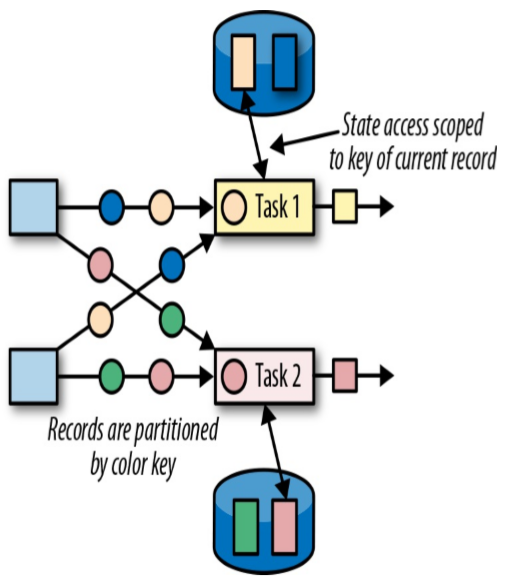 State access scoped
to key of current record
Task 1
Task 2
Records are partitioned
by color key